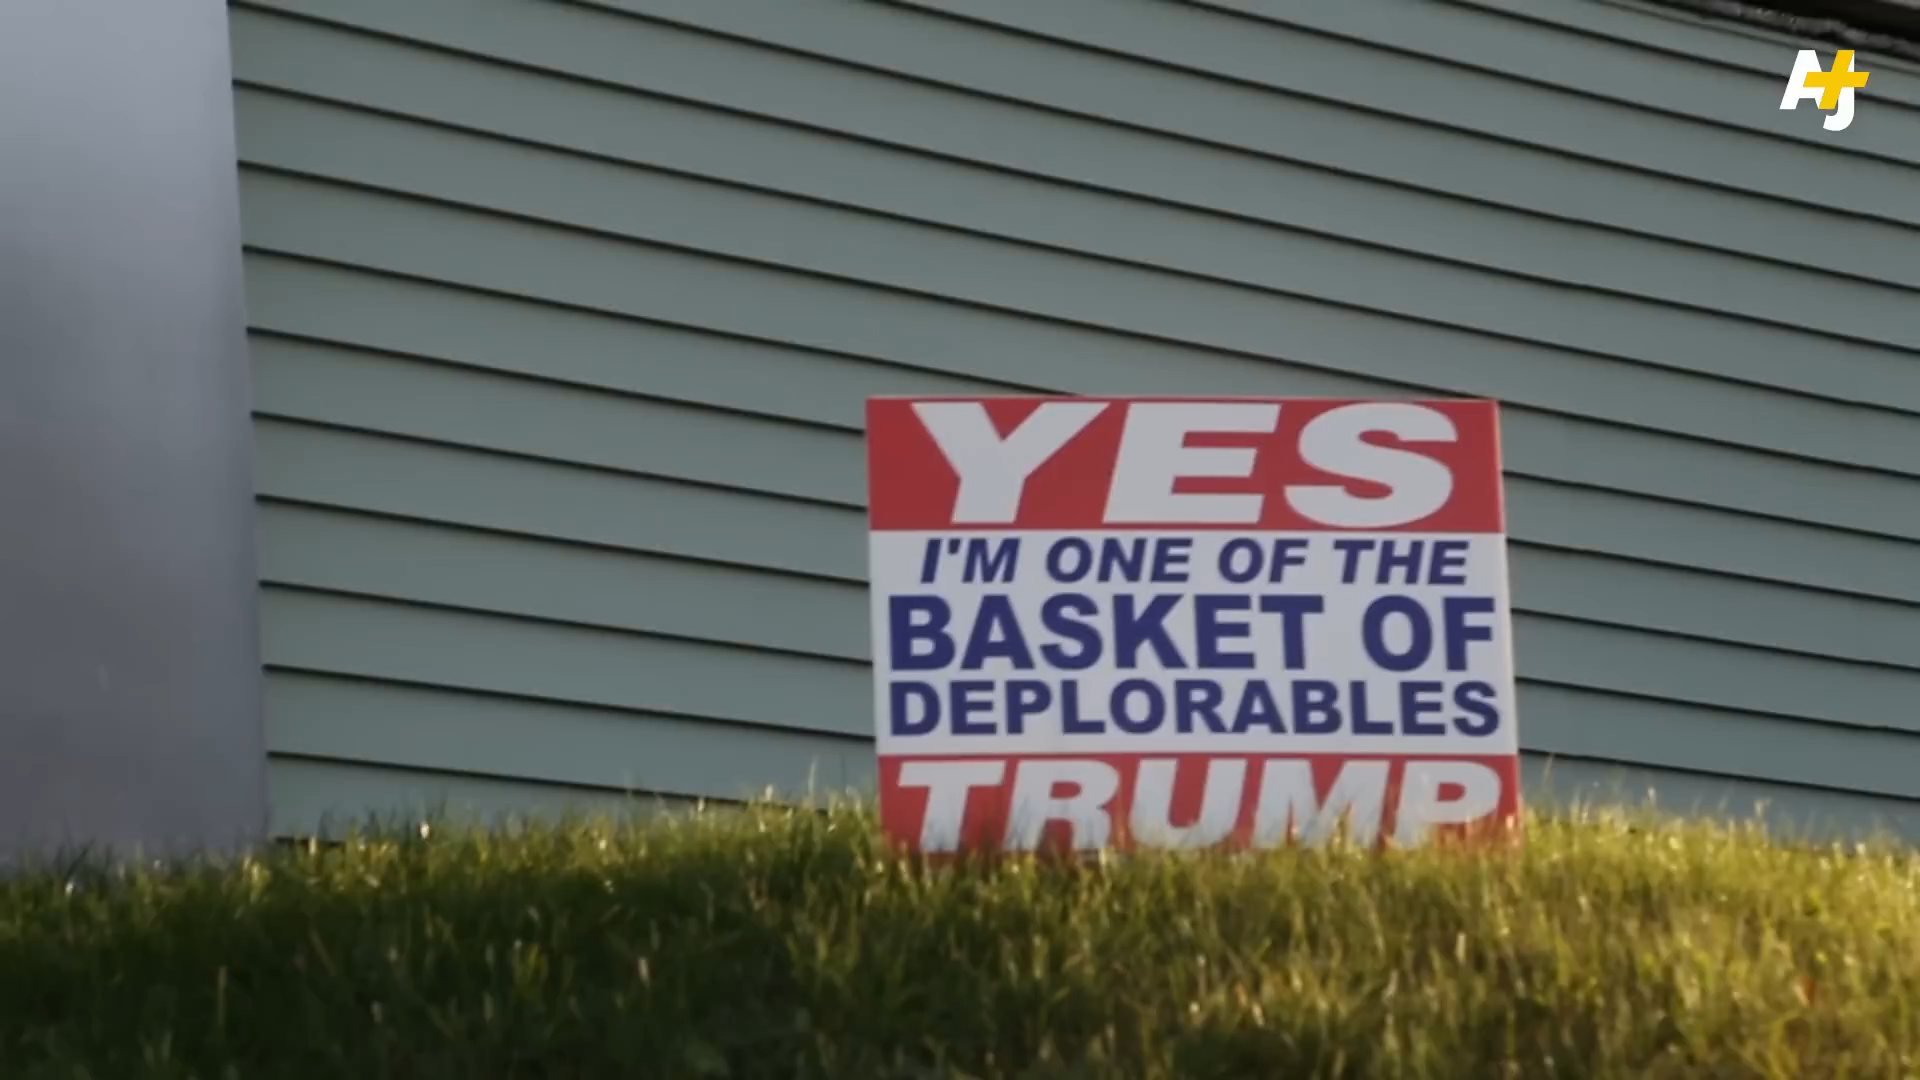 AJ+
YES
I'M ONE OF THE
BASKET OF
DEPLORABLES
TRUMP